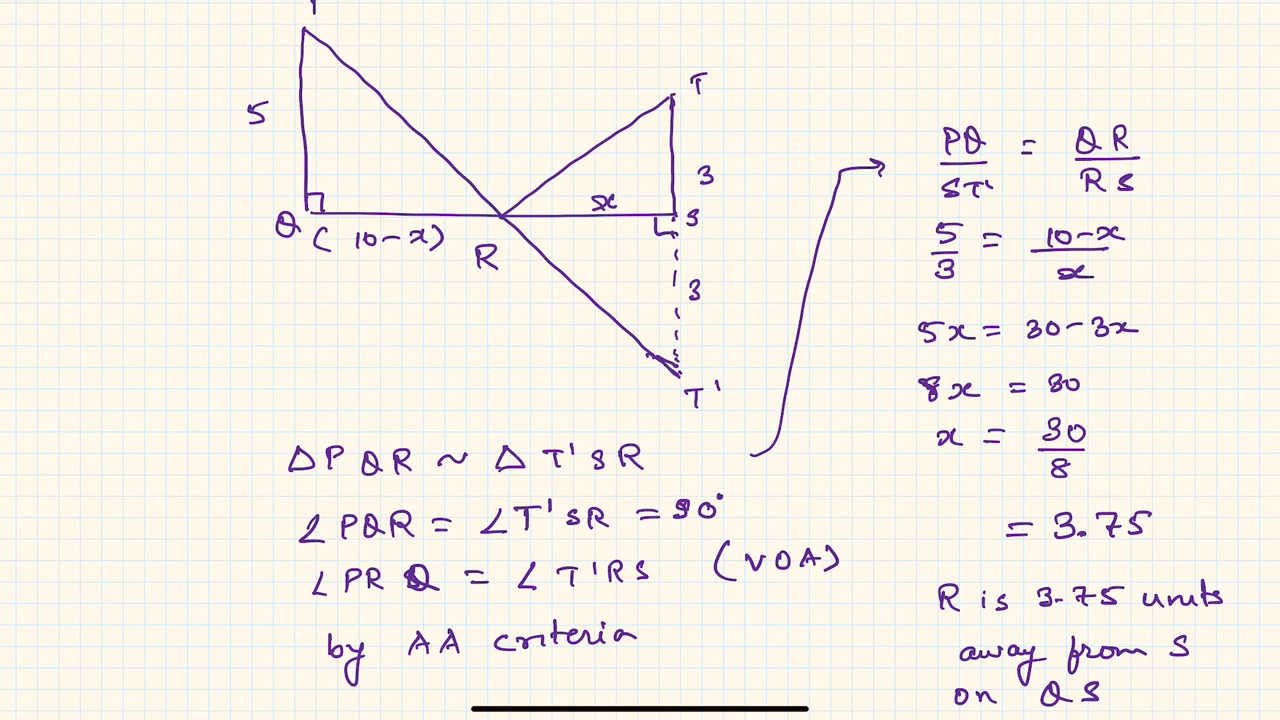 T
5
3
x
Q
S
( 10-x)
R
3
T'
ΔPQR ~ ΔT'SR
∠PQR = ∠T'SR = 90°
∠PRQ = ∠T'RS (VOA)
by AA criteria
PQ/ST' = QR/RS
5/3 = 10-x/x
5x = 30-3x
8x = 30
x = 30/8
= 3.75
R is 3.75 units
away from S
on QS